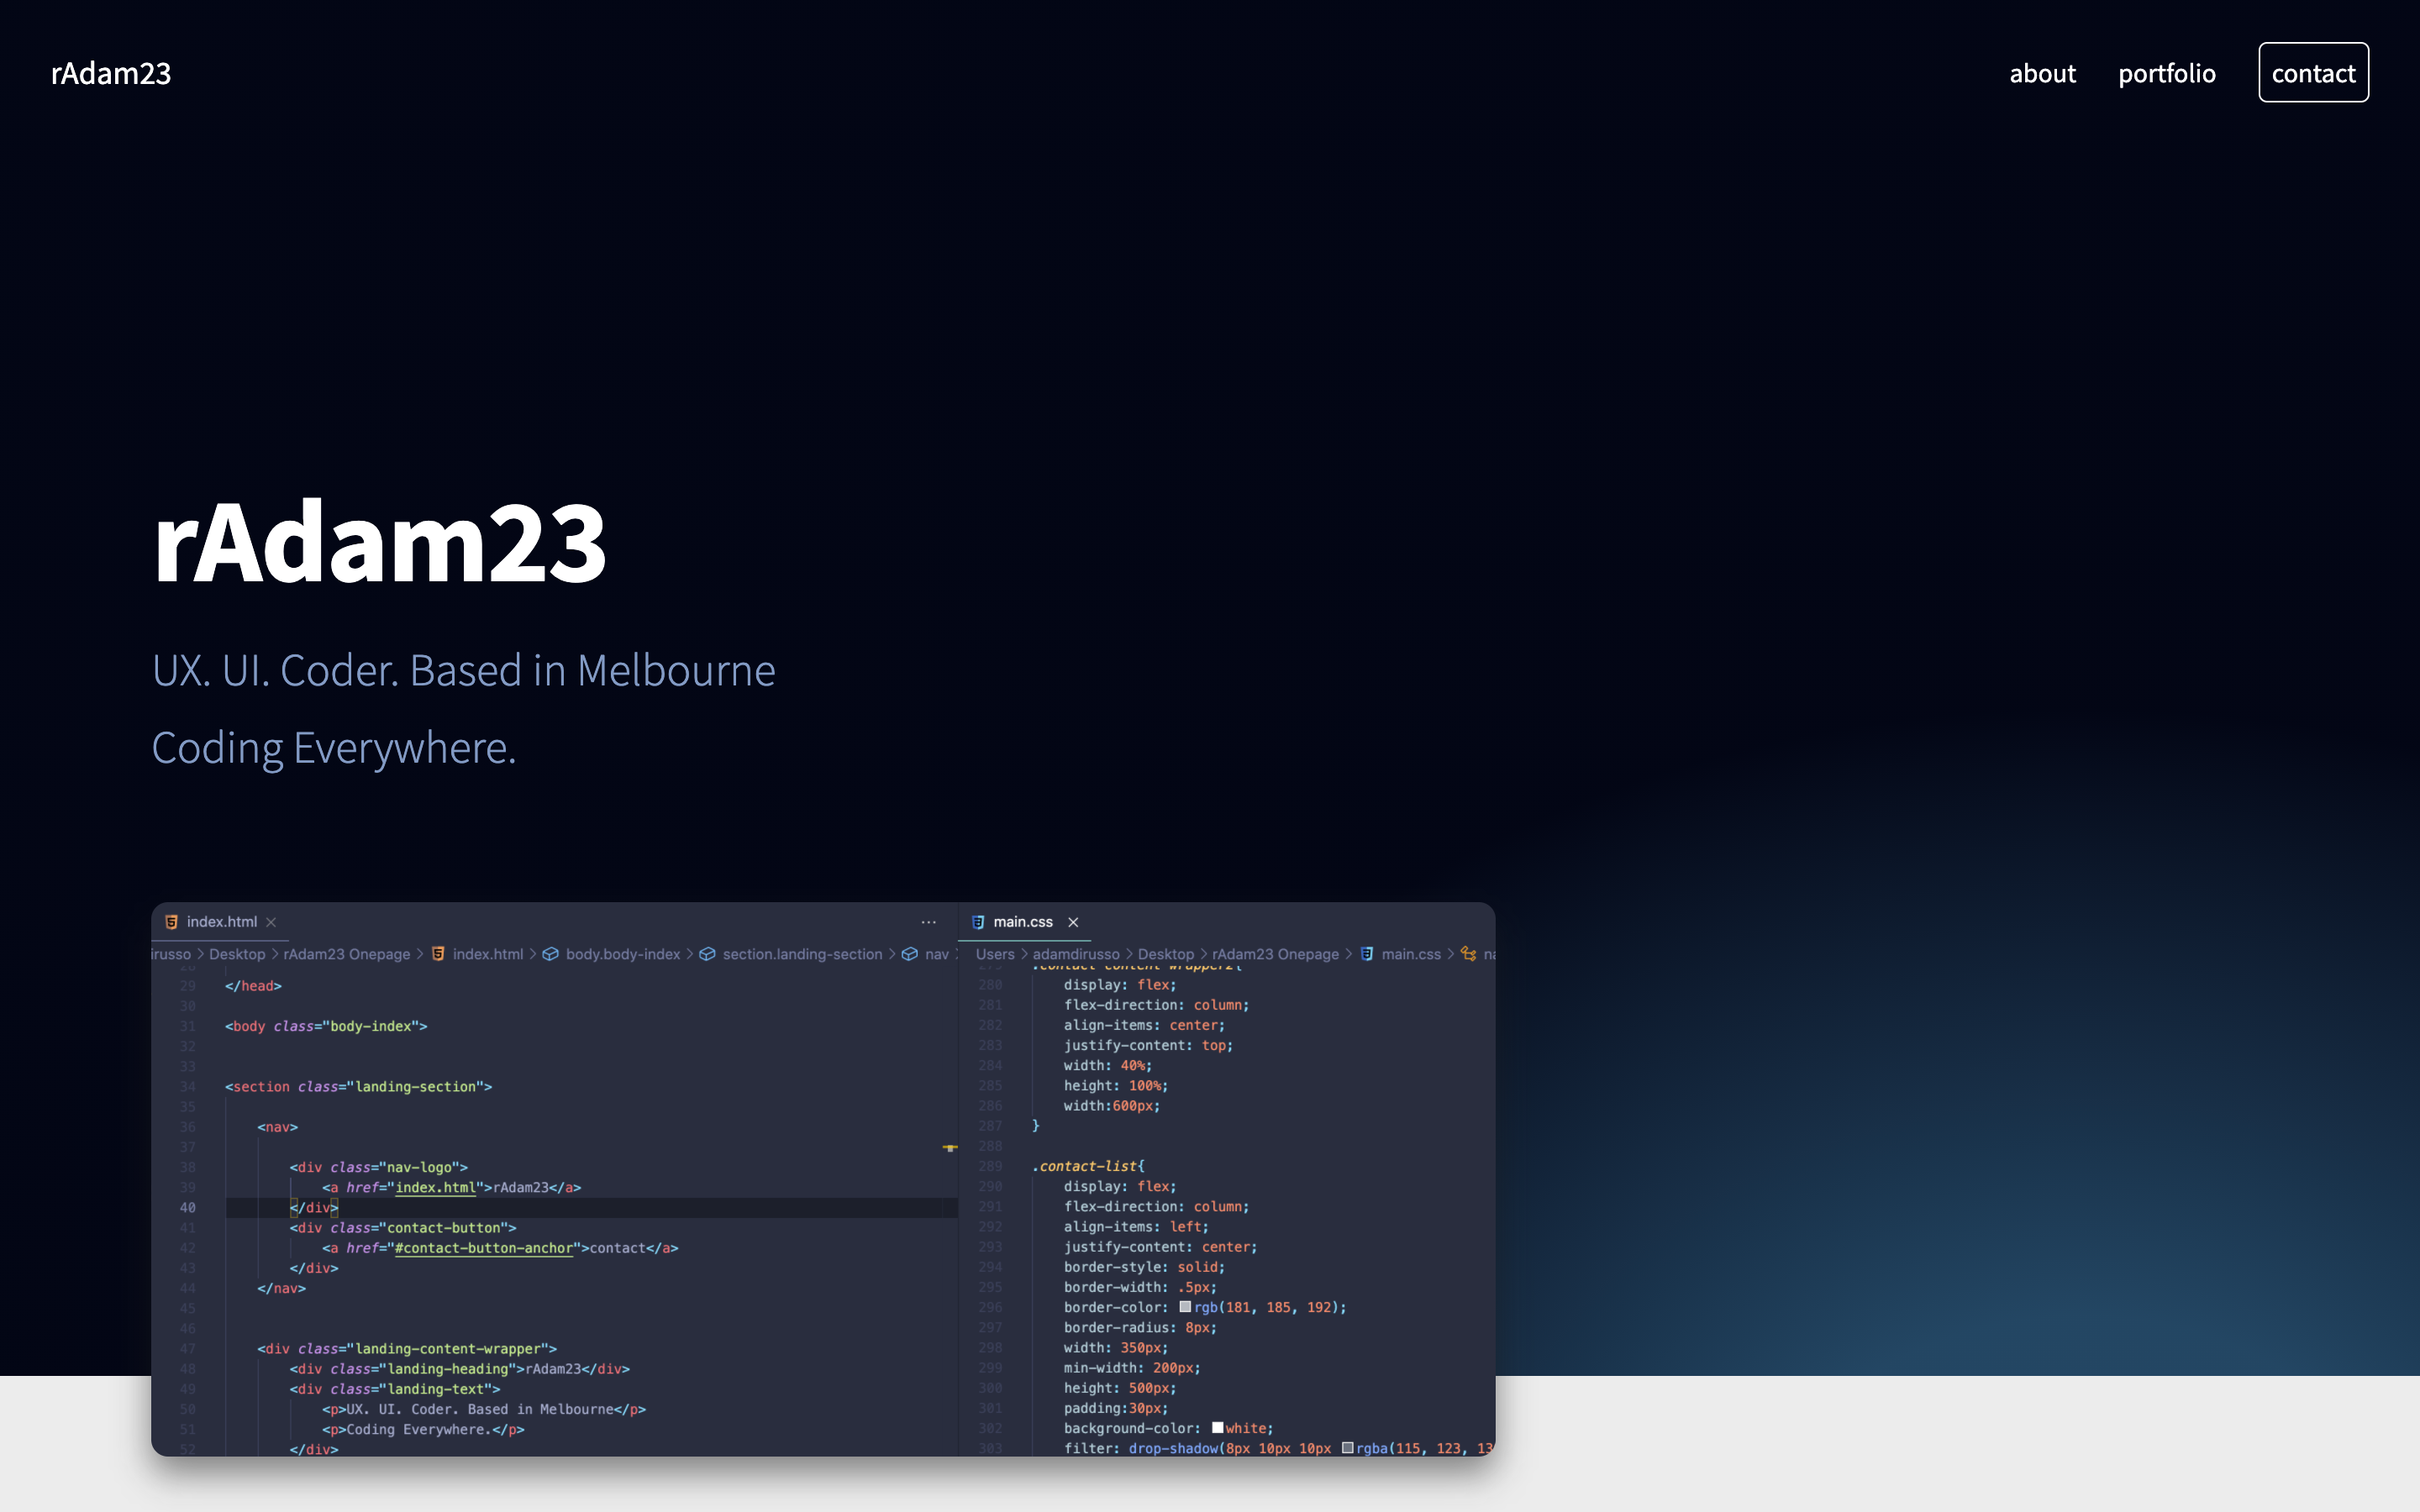 rAdam23
about portfolio contact
rAdam23
UX. UI. Coder. Based in Melbourne
Coding Everywhere.
index.html
irusso > Desktop > rAdam23 Onepage > index.html > body.body-index > section.landing-section > nav
29 </head>
30
31 <body class="body-index">
32
33
34 <section class="landing-section">
35
36 <nav>
37
38 <div class="nav-logo">
39 <a href="index.html">rAdam23</a>
40 </div>
41 <div class="contact-button">
42 <a href="#contact-button-anchor">contact</a>
43 </div>
44 </nav>
45
46
47 <div class="landing-content-wrapper">
48 <div class="landing-heading">rAdam23</div>
49 <div class="landing-text">
50 <p>UX. UI. Coder. Based in Melbourne</p>
51 <p>Coding Everywhere.</p>
52 </div>
main.css
Users > adamdirusso > Desktop > rAdam23 Onepage > main.css > na
279 .contact-content-wrapper2{
280 display: flex;
281 flex-direction: column;
282 align-items: center;
283 justify-content: top;
284 width: 40%;
285 height: 100%;
286 width:600px;
287 }
288
289 .contact-list{
290 display: flex;
291 flex-direction: column;
292 align-items: left;
293 justify-content: center;
294 border-style: solid;
295 border-width: .5px;
296 border-color: rgb(181, 185, 192);
297 border-radius: 8px;
298 width: 350px;
299 min-width: 200px;
300 height: 500px;
301 padding:30px;
302 background-color: white;
303 filter: drop-shadow(8px 10px 10px rgba(115, 123, 13